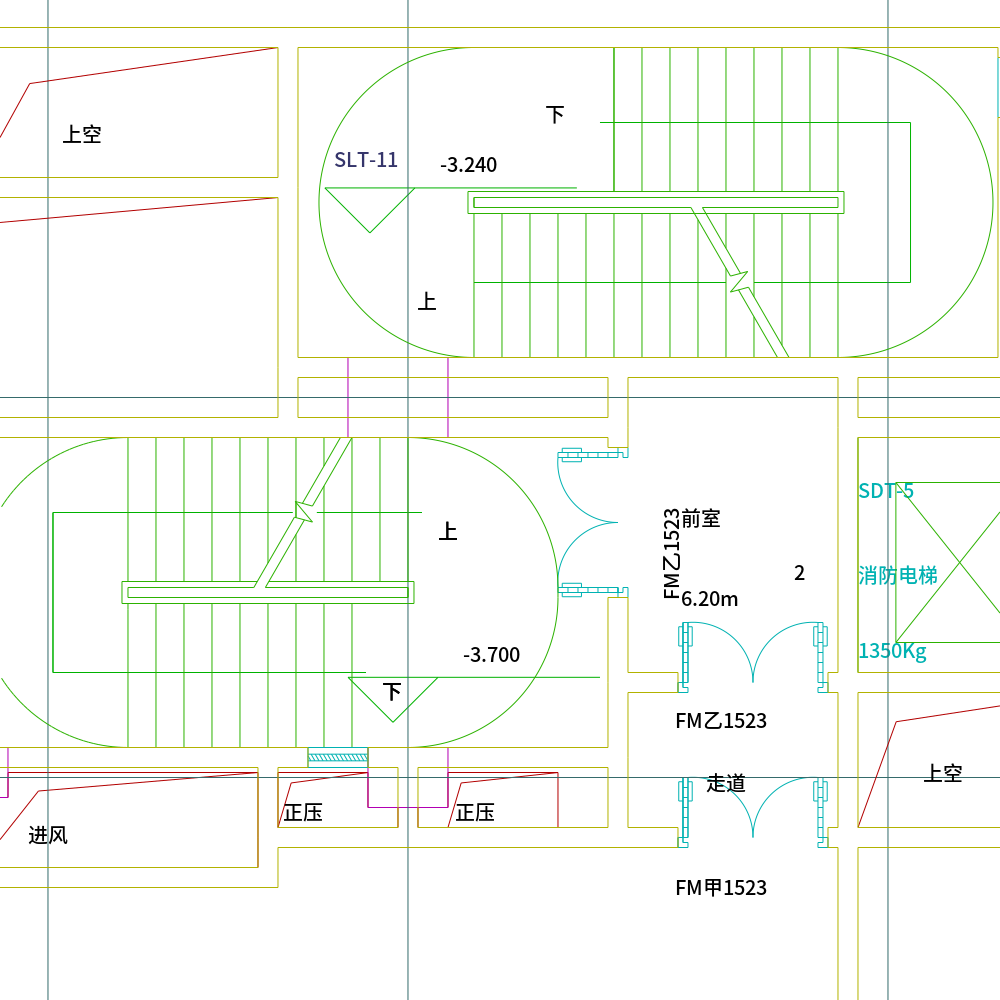 下
上空
SLT-11
-3.240
上
SDT-5
前室
FM乙1523
上
2
消防电梯
6.20m
1350Kg
-3.700
下
FM乙1523
上空
走道
正压
正压
进风
FM甲1523